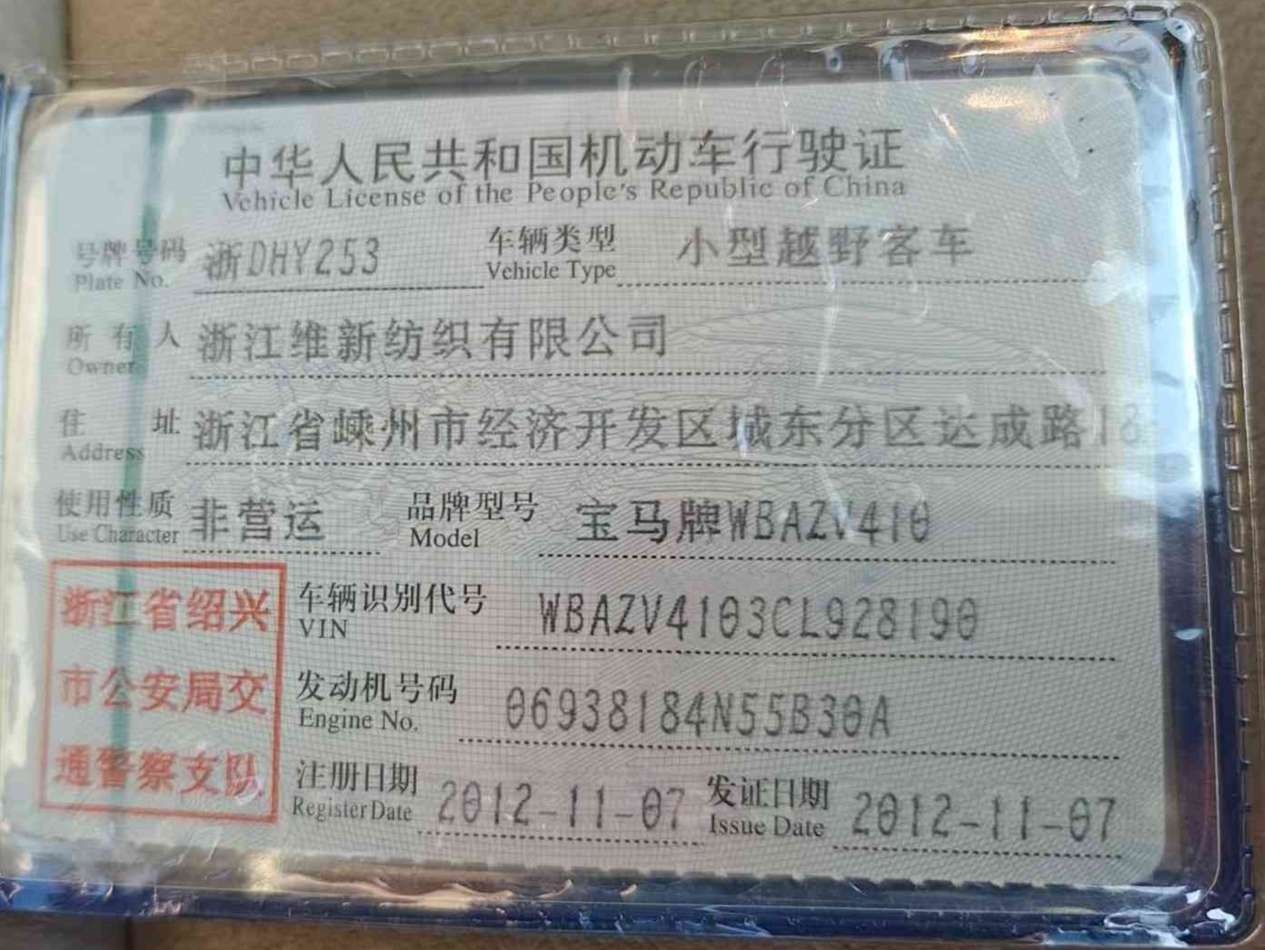 中华人民共和国机动车行驶证
Vehicle License of the People's Republic of China
号牌号码 浙DHY253 车辆类型 小型越野客车
Plate No. Vehicle Type
所有人 浙江维新纺织有限公司
Owner
住址 浙江省嵊州市经济开发区城东分区达成路18
Address
使用性质 非营运 品牌型号 宝马牌WBAZV410
Use Character Model
车辆识别代号 WBAZV4103CL928190
VIN
发动机号码 06938184N55B30A
Engine No.
注册日期 2012-11-07 发证日期 2012-11-07
Register Date Issue Date
浙江省绍兴
市公安局交
通警察支队